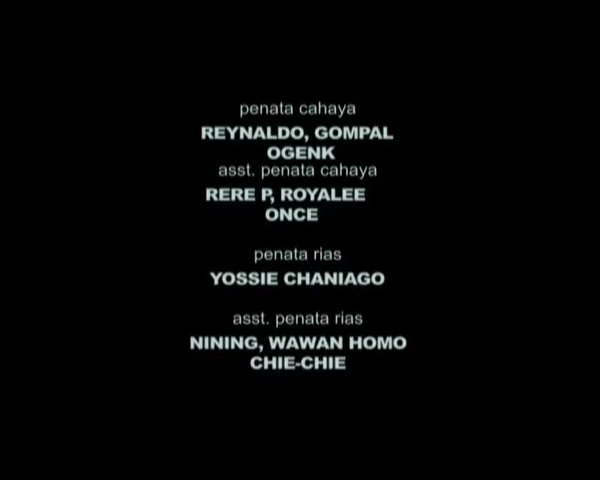 penata cahaya
REYNALDO, GOMPAL
OGENK
asst. penata cahaya
RERE P, ROYALEE
ONCE
penata rias
YOSSIE CHANIAGO
asst. penata rias
NINING, WAWAN HOMO
CHIE-CHIE